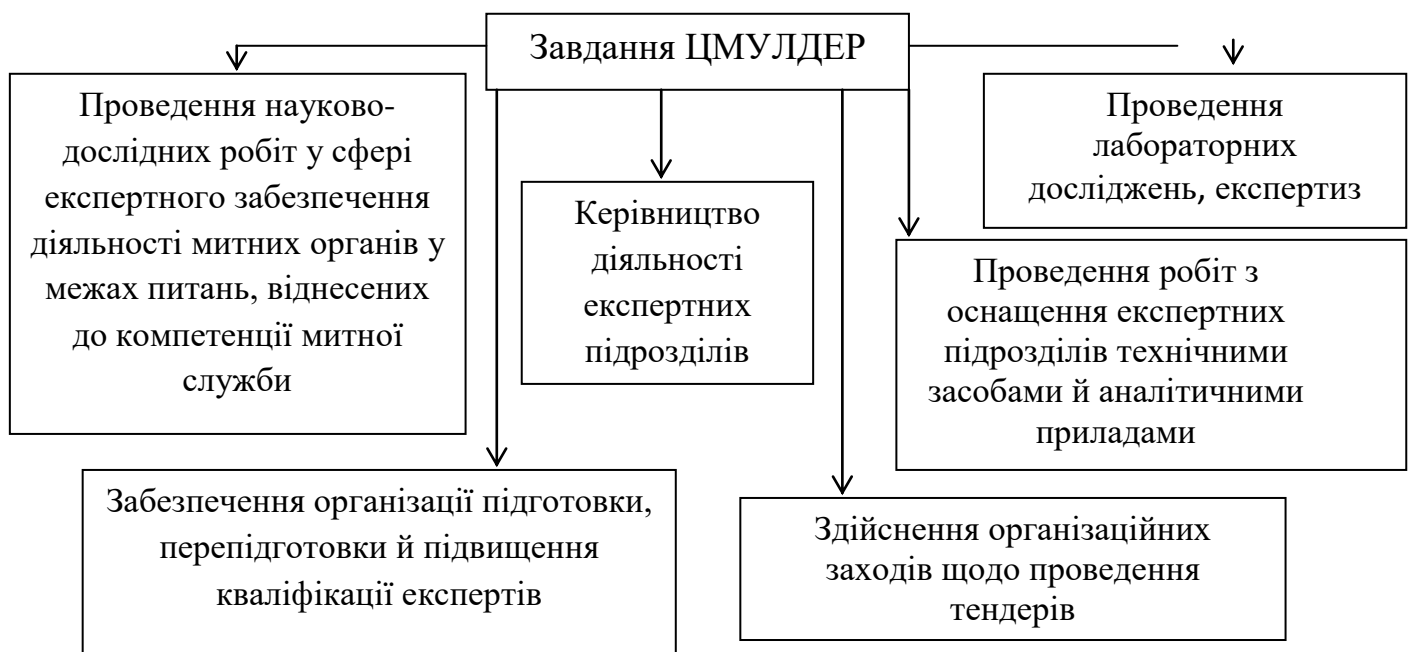 Завдання ЦМУЛДЕР
Проведення науково-
дослідних робіт у сфері
експертного забезпечення
діяльності митних органів у
межах питань, віднесених
до компетенції митної
служби
Керівництво
діяльності
експертних
підрозділів
Проведення
лабораторних
досліджень, експертиз
Проведення робіт з
оснащення експертних
підрозділів технічними
засобами й аналітичними
приладами
Забезпечення організації підготовки,
перепідготовки й підвищення
кваліфікації експертів
Здійснення організаційних
заходів щодо проведення
тендерів